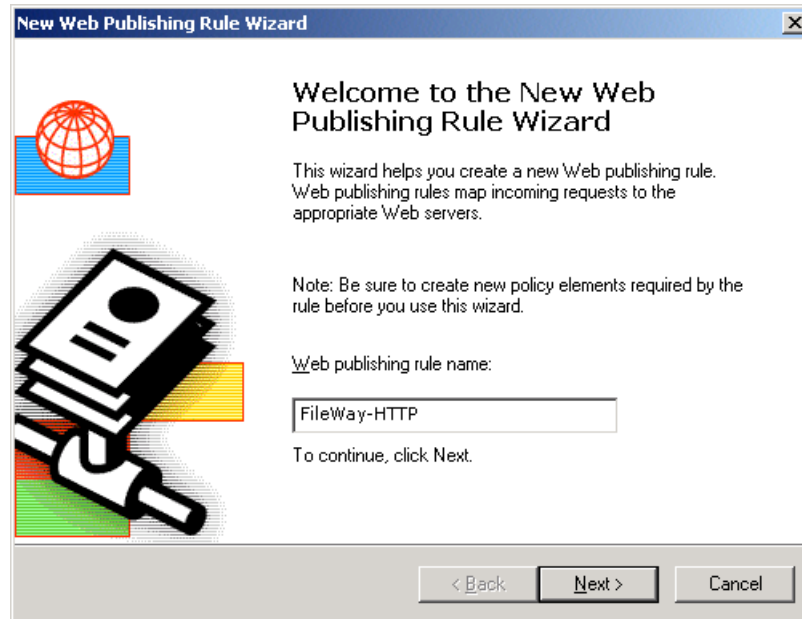 New Web Publishing Rule Wizard
Welcome to the New Web
Publishing Rule Wizard
This wizard helps you create a new Web publishing rule.
Web publishing rules map incoming requests to the
appropriate Web servers.
Note: Be sure to create new policy elements required by the
rule before you use this wizard.
Web publishing rule name:
FileWay-HTTP
To continue, click Next.
< Back Next > Cancel